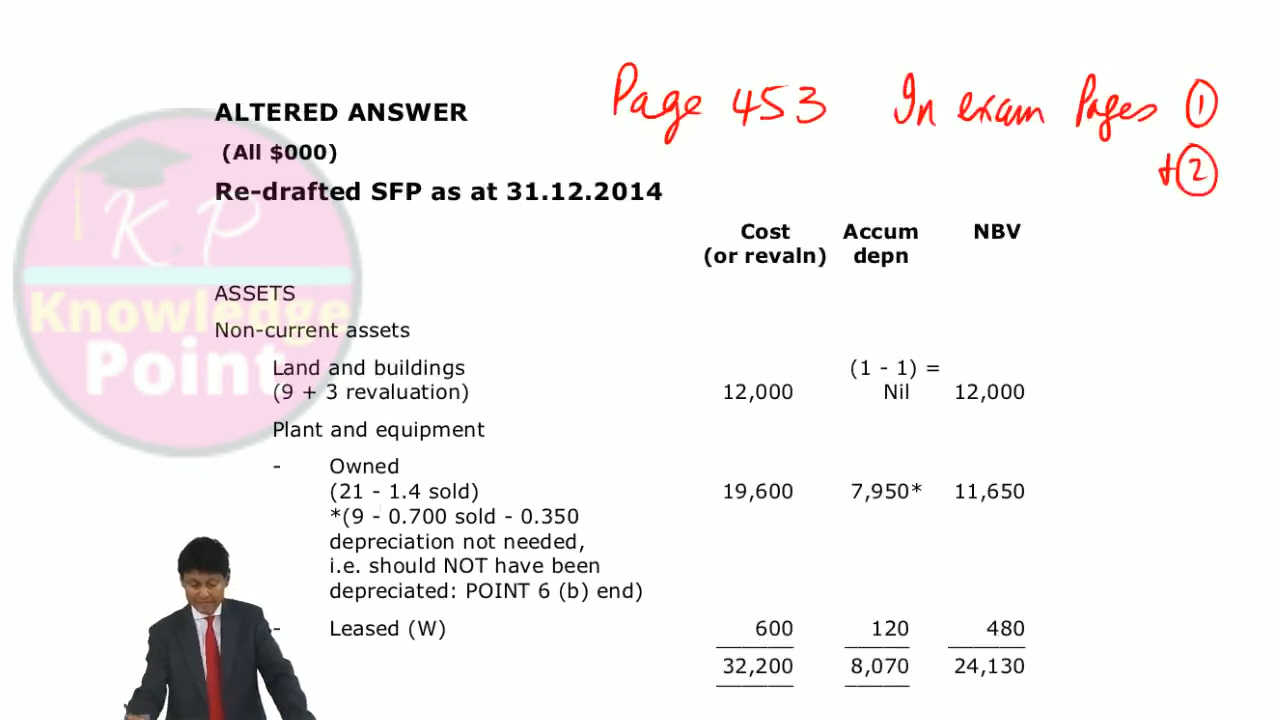 Page 453 In exam Pages 1
+ 2
ALTERED ANSWER
(All $000)
Re-drafted SFP as at 31.12.2014
Cost Accum NBV
(or revaln) depn
ASSETS
Non-current assets
Land and buildings (1 - 1) =
(9 + 3 revaluation) 12,000 Nil 12,000
Plant and equipment
- Owned
(21 - 1.4 sold) 19,600 7,950* 11,650
*(9 - 0.700 sold - 0.350
depreciation not needed,
i.e. should NOT have been
depreciated: POINT 6 (b) end)
- Leased (W) 600 120 480
32,200 8,070 24,130
K.P
Knowledge
Point